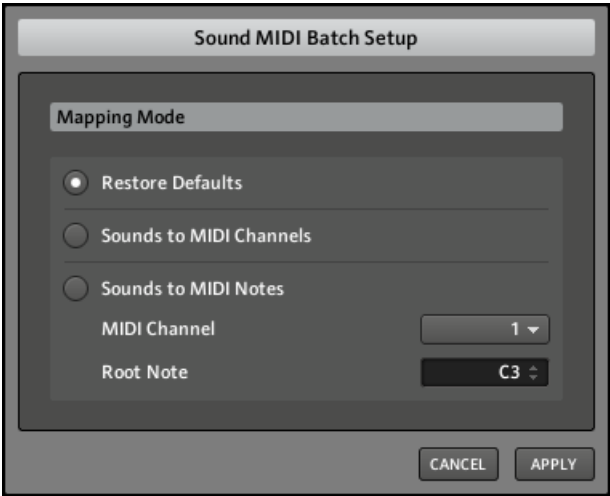 Sound MIDI Batch Setup
Mapping Mode
Restore Defaults
Sounds to MIDI Channels
Sounds to MIDI Notes
MIDI Channel 1
Root Note C3
CANCEL APPLY